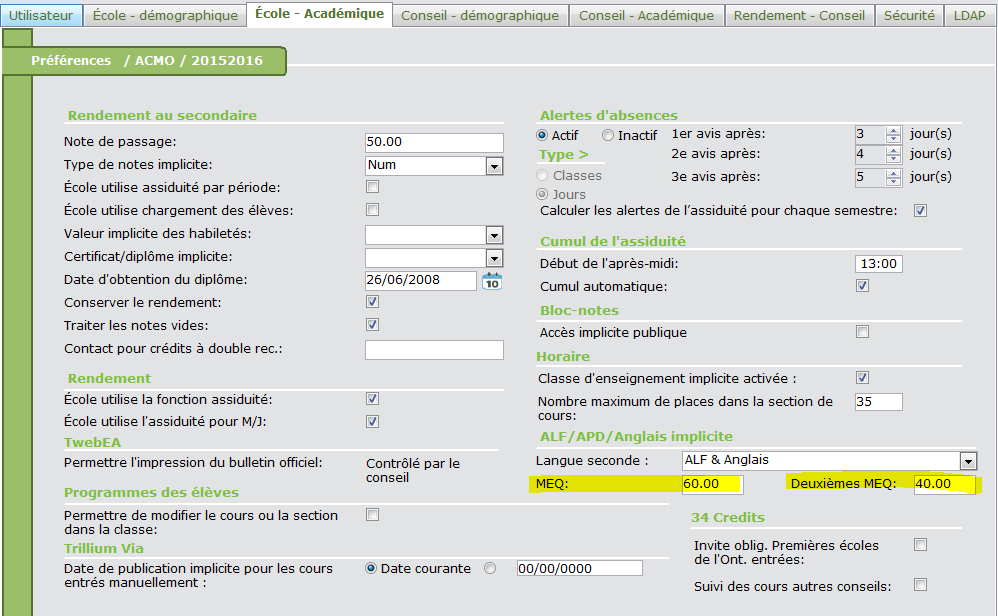 Utilisateur École - démographique École - Académique Conseil - démographique Conseil - Académique Rendement - Conseil Sécurité LDAP
Préférences / ACMO / 20152016
Rendement au secondaire
Note de passage: 50.00
Type de notes implicite: Num
École utilise assiduité par période:
École utilise chargement des élèves:
Valeur implicite des habiletés:
Certificat/diplôme implicite:
Date d'obtention du diplôme: 26/06/2008 10
Conserver le rendement:
Traiter les notes vides:
Contact pour crédits à double rec.:
Rendement
École utilise la fonction assiduité:
École utilise l'assiduité pour M/J:
TwebEA
Permettre l'impression du bulletin officiel: Contrôlé par le
conseil
Programmes des élèves
Permettre de modifier le cours ou la section
dans la classe:
Trillium Via
Date de publication implicite pour les cours
entrés manuellement :
Date courante 00/00/0000
Alertes d'absences
Actif Inactif 1er avis après: 3 jour(s)
Type > 2e avis après: 4 jour(s)
Classes 3e avis après: 5 jour(s)
Jours
Calculer les alertes de l’assiduité pour chaque semestre:
Cumul de l'assiduité
Début de l'après-midi: 13:00
Cumul automatique:
Bloc-notes
Accès implicite publique
Horaire
Classe d'enseignement implicite activée :
Nombre maximum de places dans la section de
cours: 35
ALF/APD/Anglais implicite
Langue seconde : ALF & Anglais
MEQ: 60.00 Deuxièmes MEQ: 40.00
34 Credits
Invite oblig. Premières écoles
de l'Ont. entrées:
Suivi des cours autres conseils: